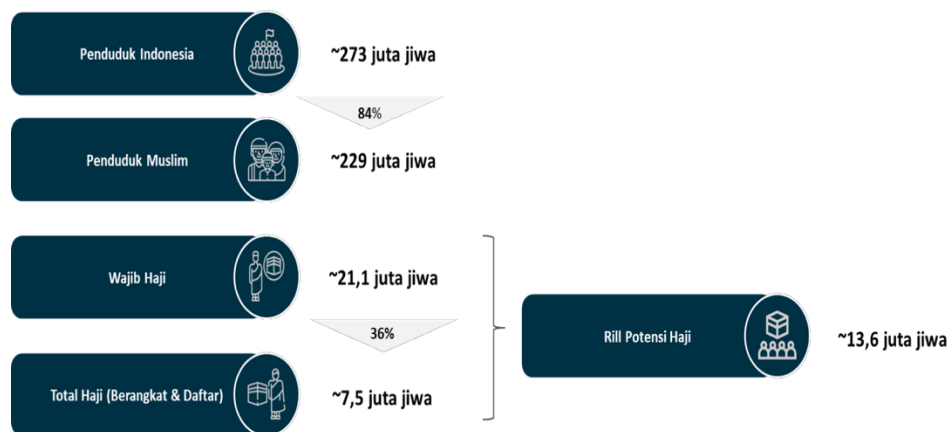 Penduduk Indonesia
~273 juta jiwa
84%
Penduduk Muslim
~229 juta jiwa
Wajib Haji
~21,1 juta jiwa
36%
Total Haji (Berangkat & Daftar)
~7,5 juta jiwa
Rill Potensi Haji
~13,6 juta jiwa